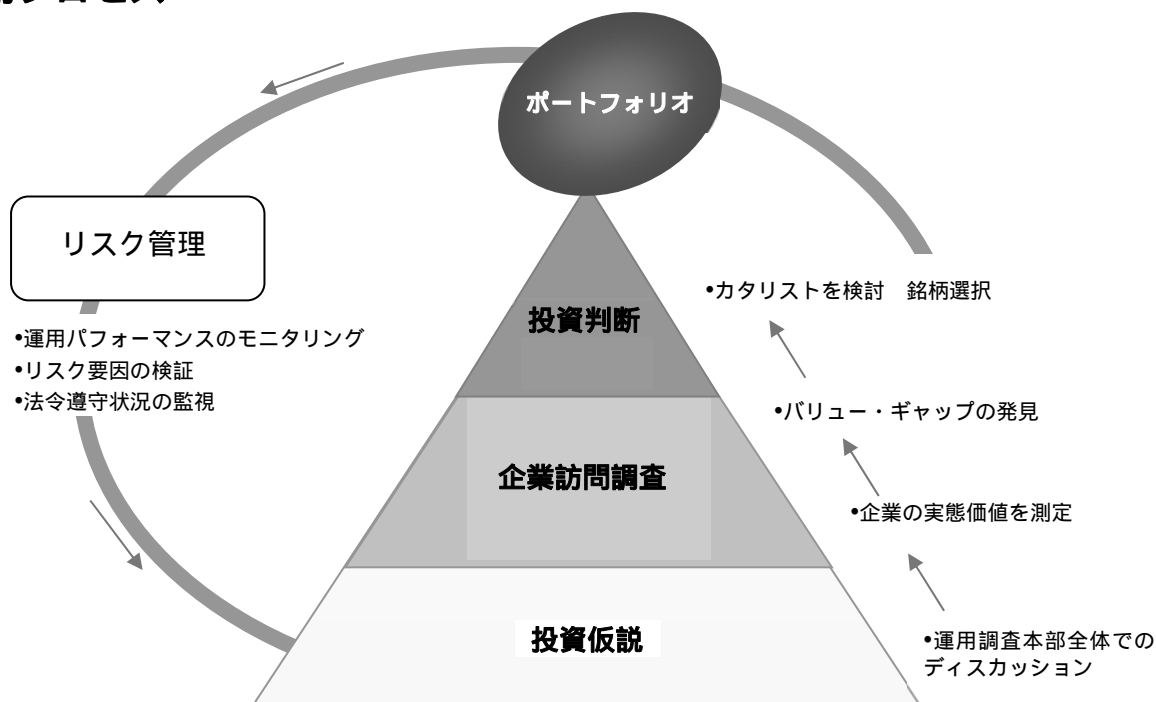 ポートフォリオ
リスク管理
•運用パフォーマンスのモニタリング
•リスク要因の検証
•法令遵守状況の監視
投資判断
企業訪問調査
投資仮説
•カタリストを検討　銘柄選択
•バリュー・ギャップの発見
•企業の実態価値を測定
•運用調査本部全体での
ディスカッション